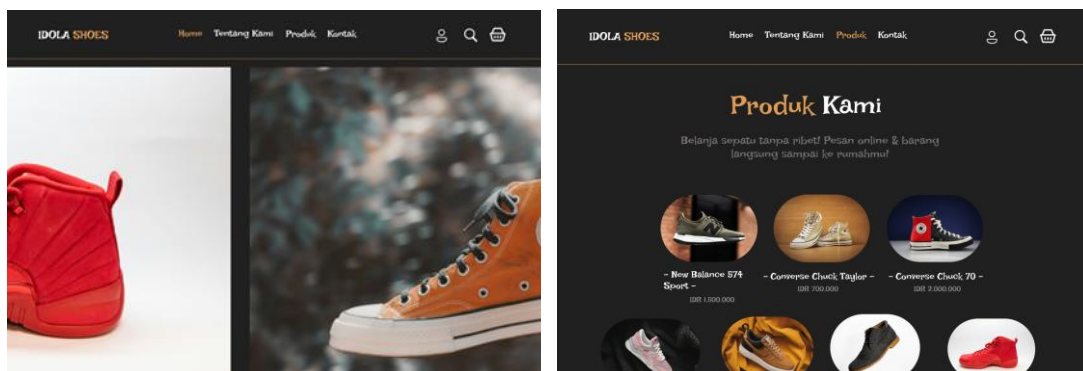 IDOLA SHOES
Home Tentang Kami Produk Kontak
IDOLA SHOES
Home Tentang Kami Produk Kontak
Produk Kami
Belanja sepatu tanpa ribet! Pesan online & barang
langsung sampai ke rumahmu!
- New Balance 574
Sport -
IDR 1.500.000
- Converse Chuck Taylor -
IDR 700.000
- Converse Chuck 70 -
IDR 2.000.000